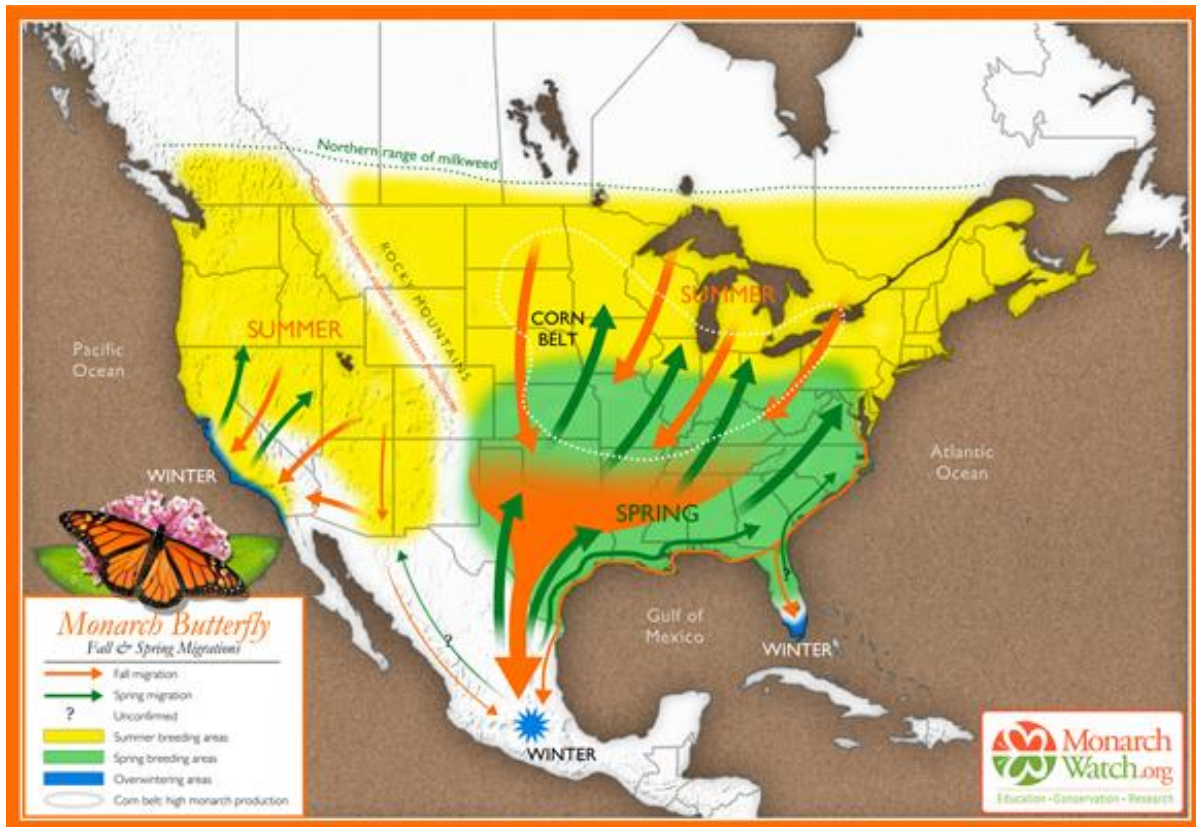 Northern range of milkweed
ROCKY MOUNTAINS
SUMMER
SUMMER
CORN
BELT
Pacific
Ocean
Atlantic
Ocean
WINTER
SPRING
?
Gulf of
Mexico
?
WINTER
WINTER
Monarch Butterfly
Fall & Spring Migrations
Fall migration
Spring migration
? Unconfirmed
Summer breeding areas
Spring breeding areas
Overwintering areas
Corn belt: high monarch production
Monarch
Watch.org
Education • Conservation • Research